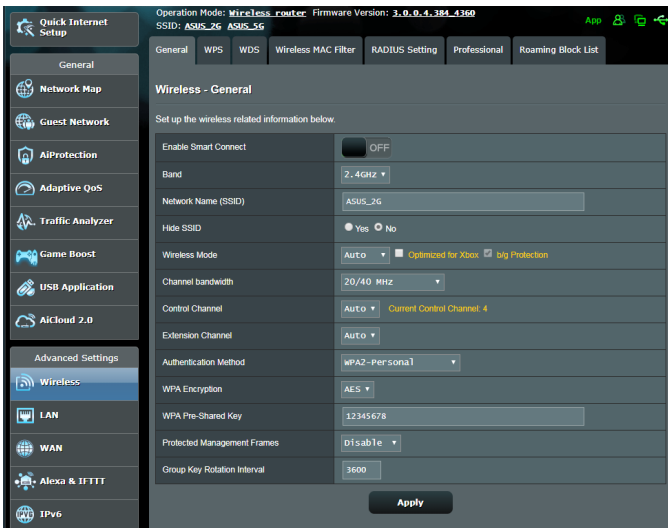 Quick Internet
Setup
General
Network Map
Guest Network
AiProtection
Adaptive QoS
Traffic Analyzer
Game Boost
USB Application
AiCloud 2.0
Advanced Settings
Wireless
LAN
WAN
Alexa & IFTTT
IPv6
Operation Mode: Wireless router Firmware Version: 3.0.0.4.384_4360
SSID: ASUS_2G ASUS_5G
App
General WPS WDS Wireless MAC Filter RADIUS Setting Professional Roaming Block List
Wireless - General
Set up the wireless related information below.
Enable Smart Connect OFF
Band 2.4GHz
Network Name (SSID) ASUS_2G
Hide SSID Yes No
Wireless Mode Auto Optimized for Xbox b/g Protection
Channel bandwidth 20/40 MHz
Control Channel Auto Current Control Channel: 4
Extension Channel Auto
Authentication Method WPA2-Personal
WPA Encryption AES
WPA Pre-Shared Key 12345678
Protected Management Frames Disable
Group Key Rotation Interval 3600
Apply